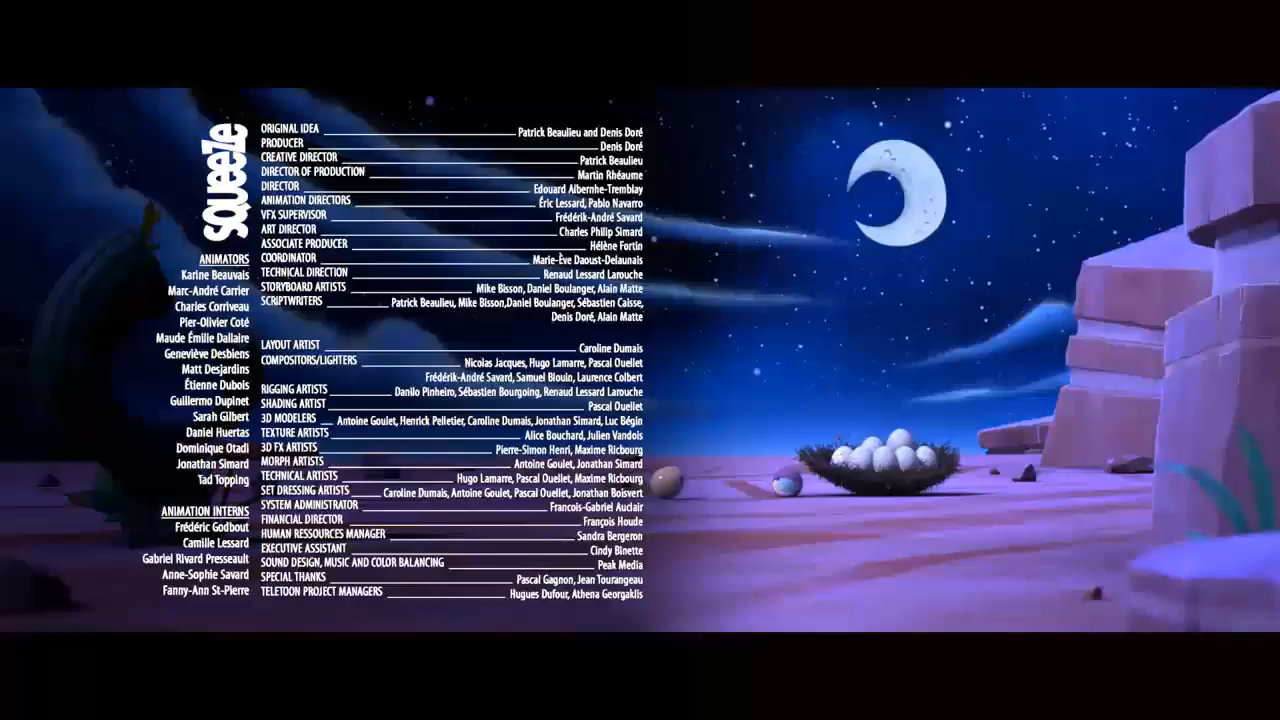 squeeze
ORIGINAL IDEA Patrick Beaulieu and Denis Doré
PRODUCER Denis Doré
CREATIVE DIRECTOR Patrick Beaulieu
DIRECTOR OF PRODUCTION Martin Rhéaume
DIRECTOR Edouard Albernhe-Tremblay
ANIMATION DIRECTORS Éric Lessard, Pablo Navarro
VFX SUPERVISOR Frédérik-André Savard
ART DIRECTOR Charles Philip Simard
ASSOCIATE PRODUCER Hélène Fortin
COORDINATOR Marie-Ève Daoust-Delaunais
TECHNICAL DIRECTION Renaud Lessard Larouche
STORYBOARD ARTISTS Mike Bisson, Daniel Boulanger, Alain Matte
SCRIPTWRITERS Patrick Beaulieu, Mike Bisson,Daniel Boulanger, Sébastien Caisse,
Denis Doré, Alain Matte
LAYOUT ARTIST Caroline Dumais
COMPOSITORS/LIGHTERS Nicolas Jacques, Hugo Lamarre, Pascal Ouellet
Frédérik-André Savard, Samuel Blouin, Laurence Colbert
RIGGING ARTISTS Danilo Pinheiro, Sébastien Bourgoing, Renaud Lessard Larouche
SHADING ARTIST Pascal Ouellet
3D MODELERS Antoine Goulet, Henrick Pelletier, Caroline Dumais, Jonathan Simard, Luc Bégin
TEXTURE ARTISTS Alice Bouchard, Julien Vandois
3D FX ARTISTS Pierre-Simon Henri, Maxime Ricbourg
MORPH ARTISTS Antoine Goulet, Jonathan Simard
TECHNICAL ARTISTS Hugo Lamarre, Pascal Ouellet, Maxime Ricbourg
SET DRESSING ARTISTS Caroline Dumais, Antoine Goulet, Pascal Ouellet, Jonathan Boisvert
SYSTEM ADMINISTRATOR Francois-Gabriel Auclair
FINANCIAL DIRECTOR François Houde
HUMAN RESSOURCES MANAGER Sandra Bergeron
EXECUTIVE ASSISTANT Cindy Binette
SOUND DESIGN, MUSIC AND COLOR BALANCING Peak Media
SPECIAL THANKS Pascal Gagnon, Jean Tourangeau
TELETOON PROJECT MANAGERS Hugues Dufour, Athena Georgaklis
ANIMATORS
Karine Beauvais
Marc-André Carrier
Charles Corriveau
Pier-Olivier Coté
Maude Émilie Dallaire
Geneviève Desbiens
Matt Desjardins
Étienne Dubois
Guillermo Dupinet
Sarah Gilbert
Daniel Huertas
Dominique Otadi
Jonathan Simard
Tad Topping
ANIMATION INTERNS
Frédéric Godbout
Camille Lessard
Gabriel Rivard Presseault
Anne-Sophie Savard
Fanny-Ann St-Pierre